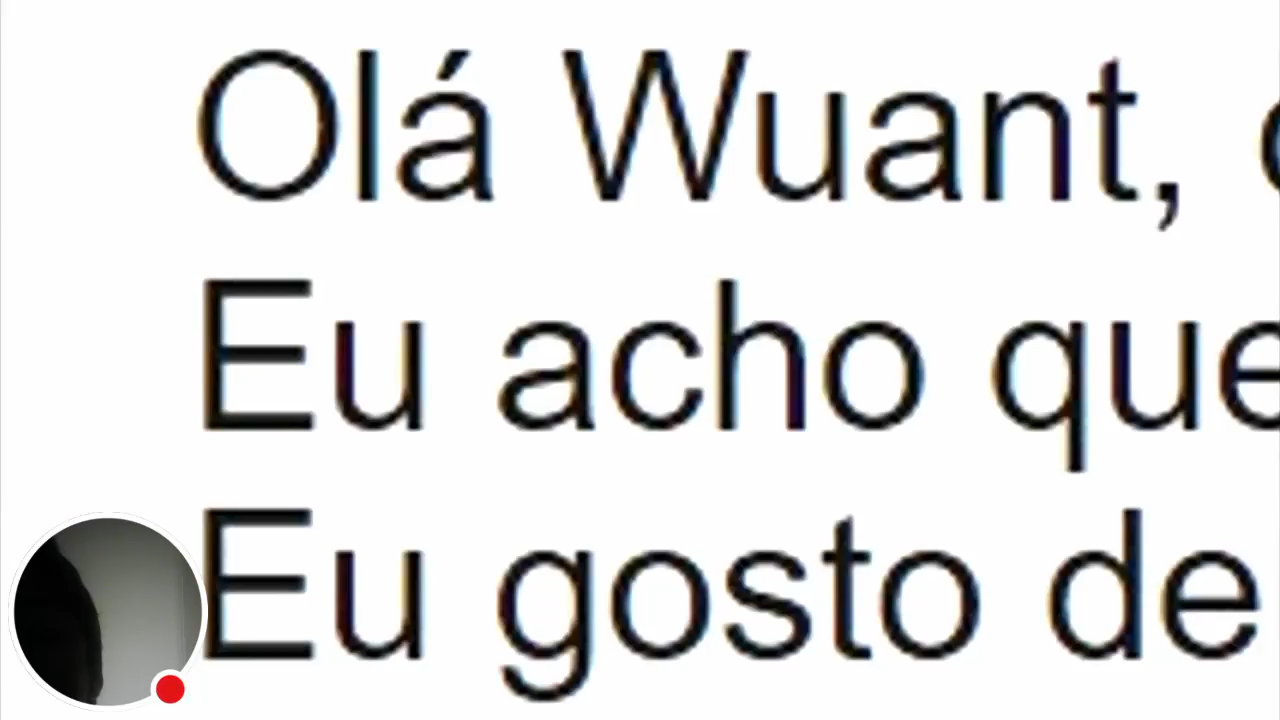 Olá Wuant,
Eu acho que
Eu gosto de